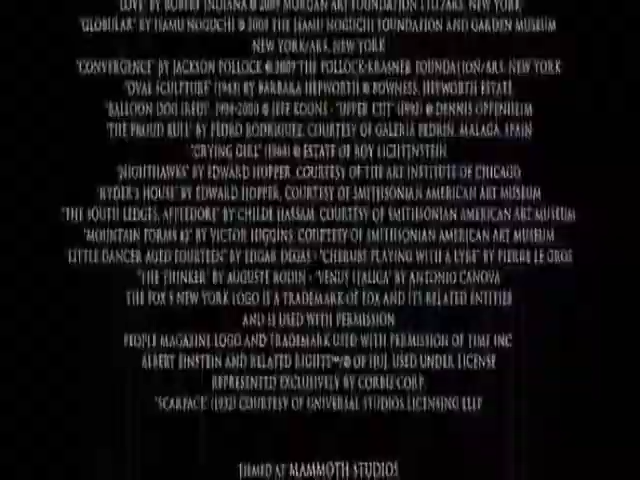 "LOVE" BY ROBERT INDIANA © 2009 MORGAN ART FOUNDATION LTD/ARS, NEW YORK
"GLOBULAR" BY ISAMU NOGUCHI © 2008 THE ISAMU NOGUCHI FOUNDATION AND GARDEN MUSEUM
NEW YORK/ARS, NEW YORK
"CONVERGENCE" BY JACKSON POLLOCK © 2009 THE POLLOCK-KRASNER FOUNDATION/ARS, NEW YORK
"OVAL SCULPTURE" (1943) BY BARBARA HEPWORTH © BOWNESS, HEPWORTH ESTATE
"BALLOON DOG (RED)", 1994-2000 © JEFF KOONS - "UPPER CUT" (1992) © DENNIS OPPENHEIM
"THE PROUD BULL" BY PEDRO RODRIGUEZ, COURTESY OF GALERIA PEDRIN, MALAGA, SPAIN
"CRYING GIRL" (1964) © ESTATE OF ROY LICHTENSTEIN
"NIGHTHAWKS" BY EDWARD HOPPER, COURTESY OF THE ART INSTITUTE OF CHICAGO
"RYDER'S HOUSE" BY EDWARD HOPPER, COURTESY OF SMITHSONIAN AMERICAN ART MUSEUM
"THE SOUTH LEDGES, APPLEDORE" BY CHILDE HASSAM, COURTESY OF SMITHSONIAN AMERICAN ART MUSEUM
"MOUNTAIN FORMS #2" BY VICTOR HIGGINS, COURTESY OF SMITHSONIAN AMERICAN ART MUSEUM
"LITTLE DANCER AGED FOURTEEN" BY EDGAR DEGAS - "CHERUBS PLAYING WITH A LYRE" BY PIERRE LE GROS
"THE THINKER" BY AUGUSTE RODIN - "VENUS ITALICA" BY ANTONIO CANOVA
THE FOX 5 NEW YORK LOGO IS A TRADEMARK OF FOX AND ITS RELATED ENTITIES
AND IS USED WITH PERMISSION
PEOPLE MAGAZINE LOGO AND TRADEMARK USED WITH PERMISSION OF TIME INC.
ALBERT EINSTEIN AND RELATED RIGHTS™/© OF HUJ, USED UNDER LICENSE
REPRESENTED EXCLUSIVELY BY CORBIS CORP.
"SCARFACE" (1932) COURTESY OF UNIVERSAL STUDIOS LICENSING LLLP
FILMED AT MAMMOTH STUDIOS